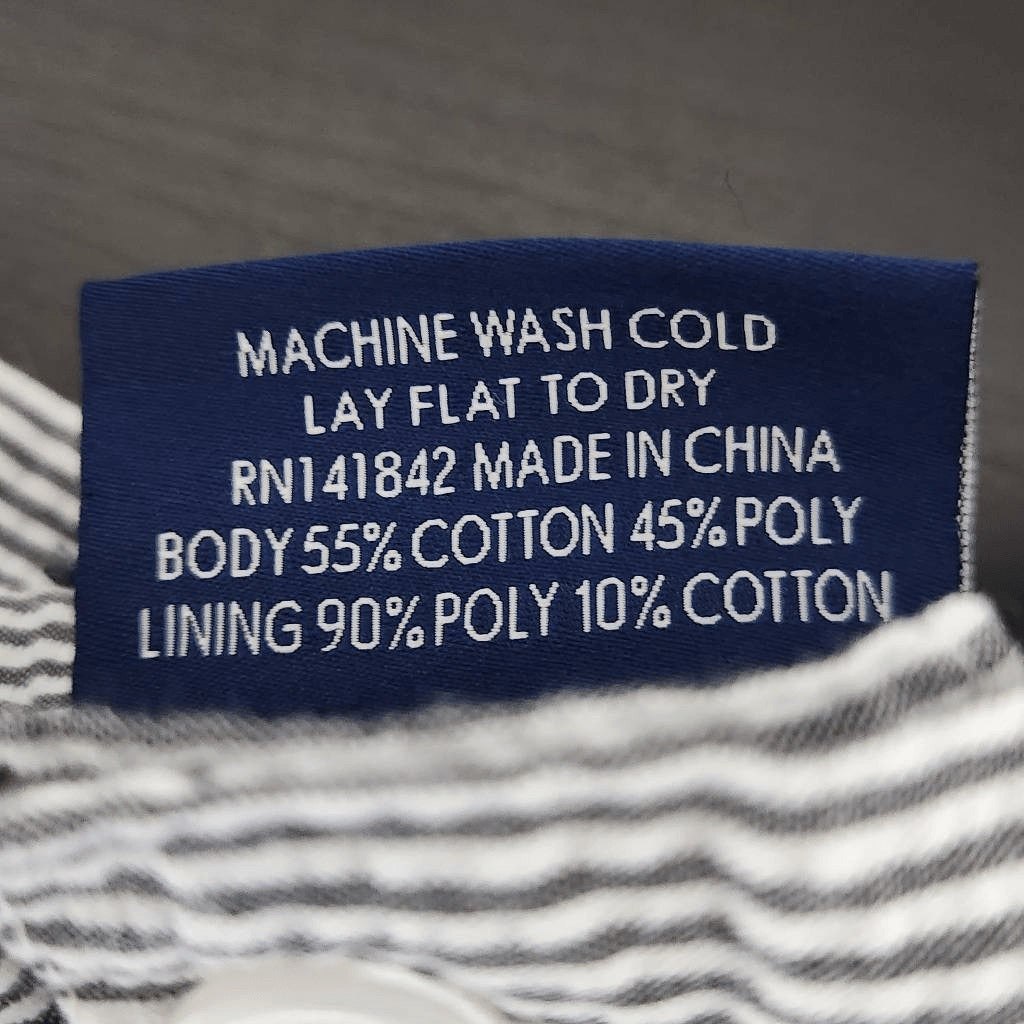 MACHINE WASH COLD
LAY FLAT TO DRY
RN141842 MADE IN CHINA
BODY 55% COTTON 45% POLY
LINING 90% POLY 10% COTTON